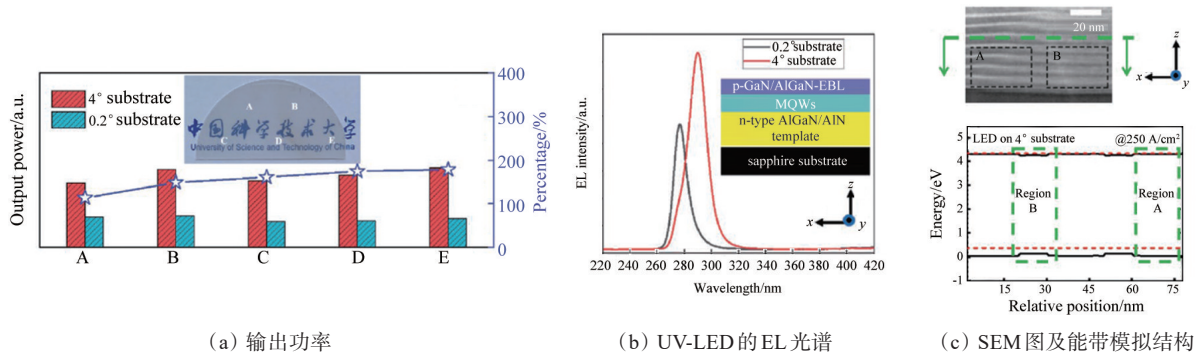 Output power/a.u.
4° substrate
0.2° substrate
A B
中国科学技术大学
C D E
University of Science and Technology of China
400
300
200
100
0
Percentage/%
A B C D E
(a) 输出功率
EL intensity/a.u.
0.2°substrate
4° substrate
p-GaN/AlGaN-EBL
MQWs
n-type AlGaN/AlN
template
sapphire substrate
z
x y
220 240 260 280 300 320 340 360 380 400 420
Wavelength/nm
(b) UV-LED的EL光谱
20 nm
A B
z
x y
Energy/eV
5
4
3
2
1
0
-1
LED on 4° substrate @250 A/cm²
Region
B
Region
A
15 30 45 60 75
Relative position/nm
(c) SEM图及能带模拟结构